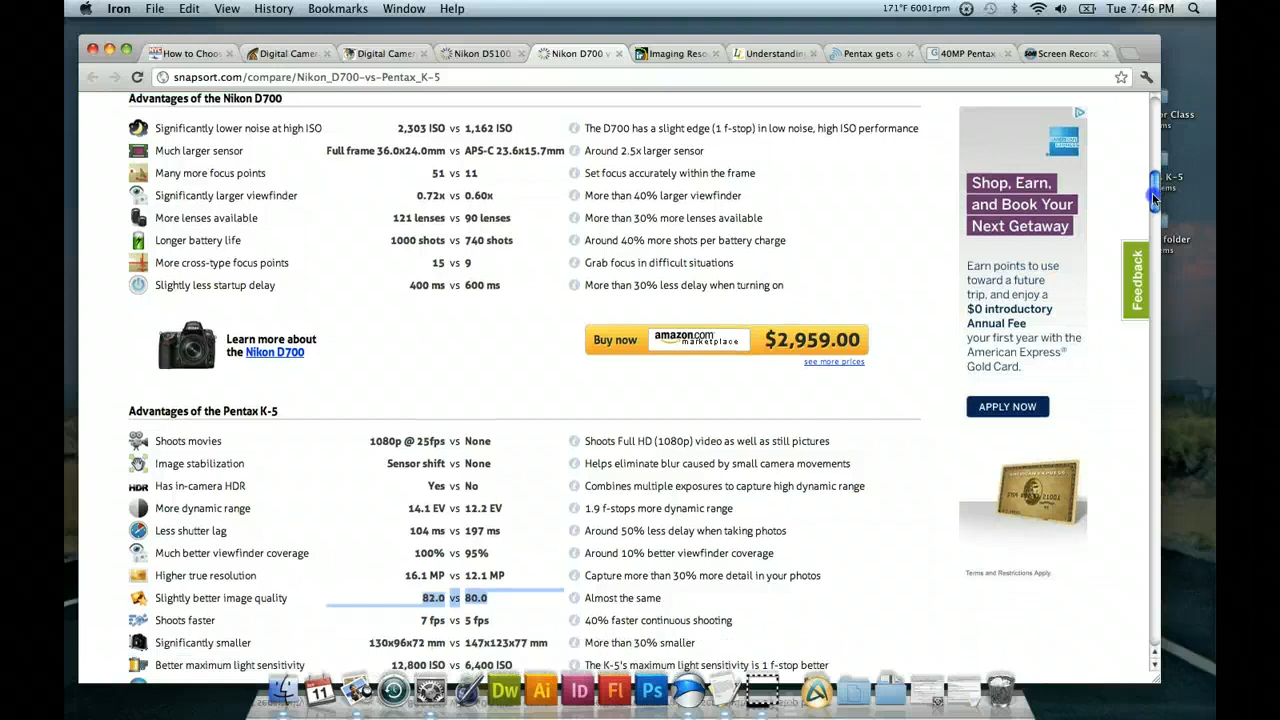 Iron File Edit View History Bookmarks Window Help 171°F 6001rpm Tue 7:46 PM
How to Choo Digital Camer Digital Camer Nikon D5100 Nikon D700 v Imaging Reso Understanding Pentax gets o 40MP Pentax Screen Record
snapsort.com/compare/Nikon_D700-vs-Pentax_K-5
Advantages of the Nikon D700
Significantly lower noise at high ISO 2,303 ISO vs 1,162 ISO The D700 has a slight edge (1 f-stop) in low noise, high ISO performance
Much larger sensor Full frame 36.0x24.0mm vs APS-C 23.6x15.7mm Around 2.5x larger sensor
Many more focus points 51 vs 11 Set focus accurately within the frame
Significantly larger viewfinder 0.72x vs 0.60x More than 40% larger viewfinder
More lenses available 121 lenses vs 90 lenses More than 30% more lenses available
Longer battery life 1000 shots vs 740 shots Around 40% more shots per battery charge
More cross-type focus points 15 vs 9 Grab focus in difficult situations
Slightly less startup delay 400 ms vs 600 ms More than 30% less delay when turning on
Learn more about
the Nikon D700
Buy now amazon.com marketplace $2,959.00
see more prices
Advantages of the Pentax K-5
Shoots movies 1080p @ 25fps vs None Shoots Full HD (1080p) video as well as still pictures
Image stabilization Sensor shift vs None Helps eliminate blur caused by small camera movements
HDR Has in-camera HDR Yes vs No Combines multiple exposures to capture high dynamic range
More dynamic range 14.1 EV vs 12.2 EV 1.9 f-stops more dynamic range
Less shutter lag 104 ms vs 197 ms Around 50% less delay when taking photos
Much better viewfinder coverage 100% vs 95% Around 10% better viewfinder coverage
Higher true resolution 16.1 MP vs 12.1 MP Capture more than 30% more detail in your photos
Slightly better image quality 82.0 vs 80.0 Almost the same
Shoots faster 7 fps vs 5 fps 40% faster continuous shooting
Significantly smaller 130x96x72 mm vs 147x123x77 mm More than 30% smaller
Better maximum light sensitivity 12,800 ISO vs 6,400 ISO The K-5's maximum light sensitivity is 1 f-stop better
Shop, Earn,
and Book Your
Next Getaway
Earn points to use
toward a future
trip, and enjoy a
$0 introductory
Annual Fee
your first year with the
American Express®
Gold Card.
APPLY NOW
AMERICAN EXPRESS
Terms and Restrictions Apply.
Feedback
or Class
ms
K-5
ems
folder
ms
11 Dw Ai Id Fl Ps